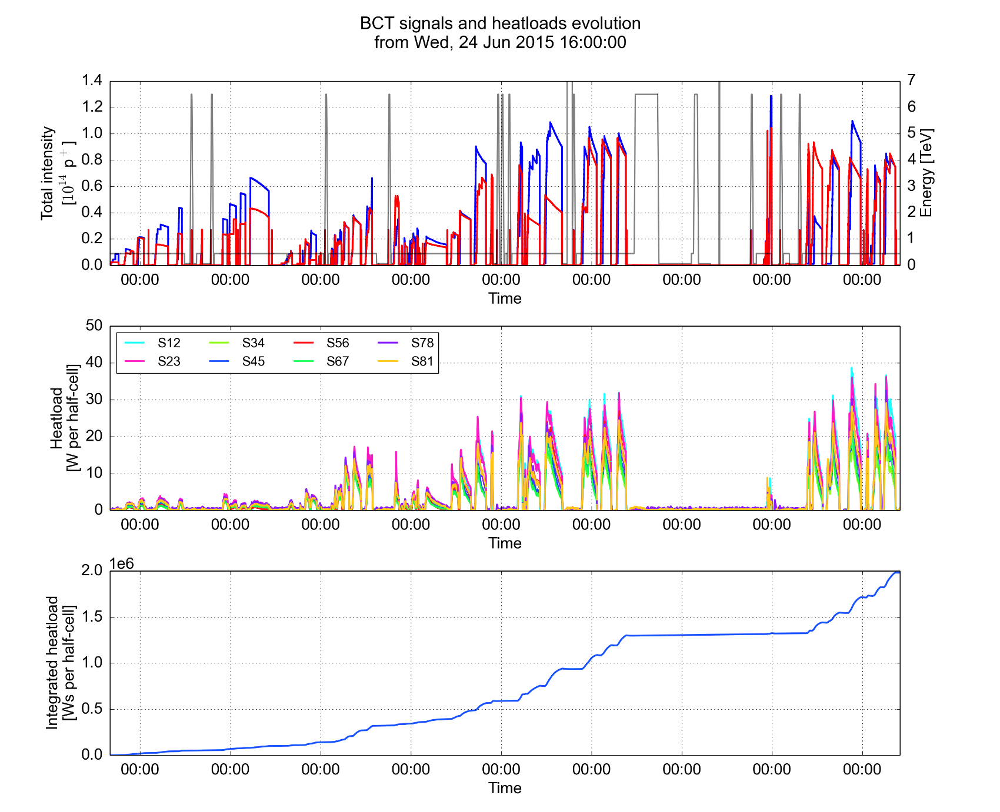 BCT signals and heatloads evolution
from Wed, 24 Jun 2015 16:00:00
Total intensity
[10^14 p^+]
1.4
1.2
1.0
0.8
0.6
0.4
0.2
0.0
7
6
5
4
3
2
1
0
Energy [TeV]
00:00 00:00 00:00 00:00 00:00 00:00 00:00 00:00 00:00
Time
Heatload
[W per half-cell]
50
40
30
20
10
0
S12 S34 S56 S78
S23 S45 S67 S81
00:00 00:00 00:00 00:00 00:00 00:00 00:00 00:00 00:00
Time
Integrated heatload
[Ws per half-cell]
1e6
2.0
1.5
1.0
0.5
0.0
00:00 00:00 00:00 00:00 00:00 00:00 00:00 00:00 00:00
Time